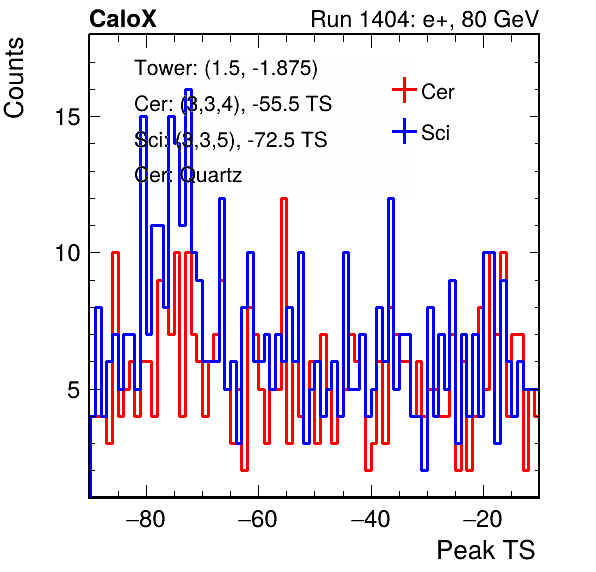 CaloX Run 1404: e+, 80 GeV
Counts
Tower: (1.5, -1.875)
Cer: (3,3,4), -55.5 TS
Sci: (3,3,5), -72.5 TS
Cer: Quartz
Cer
Sci
15
10
5
−80 −60 −40 −20
Peak TS